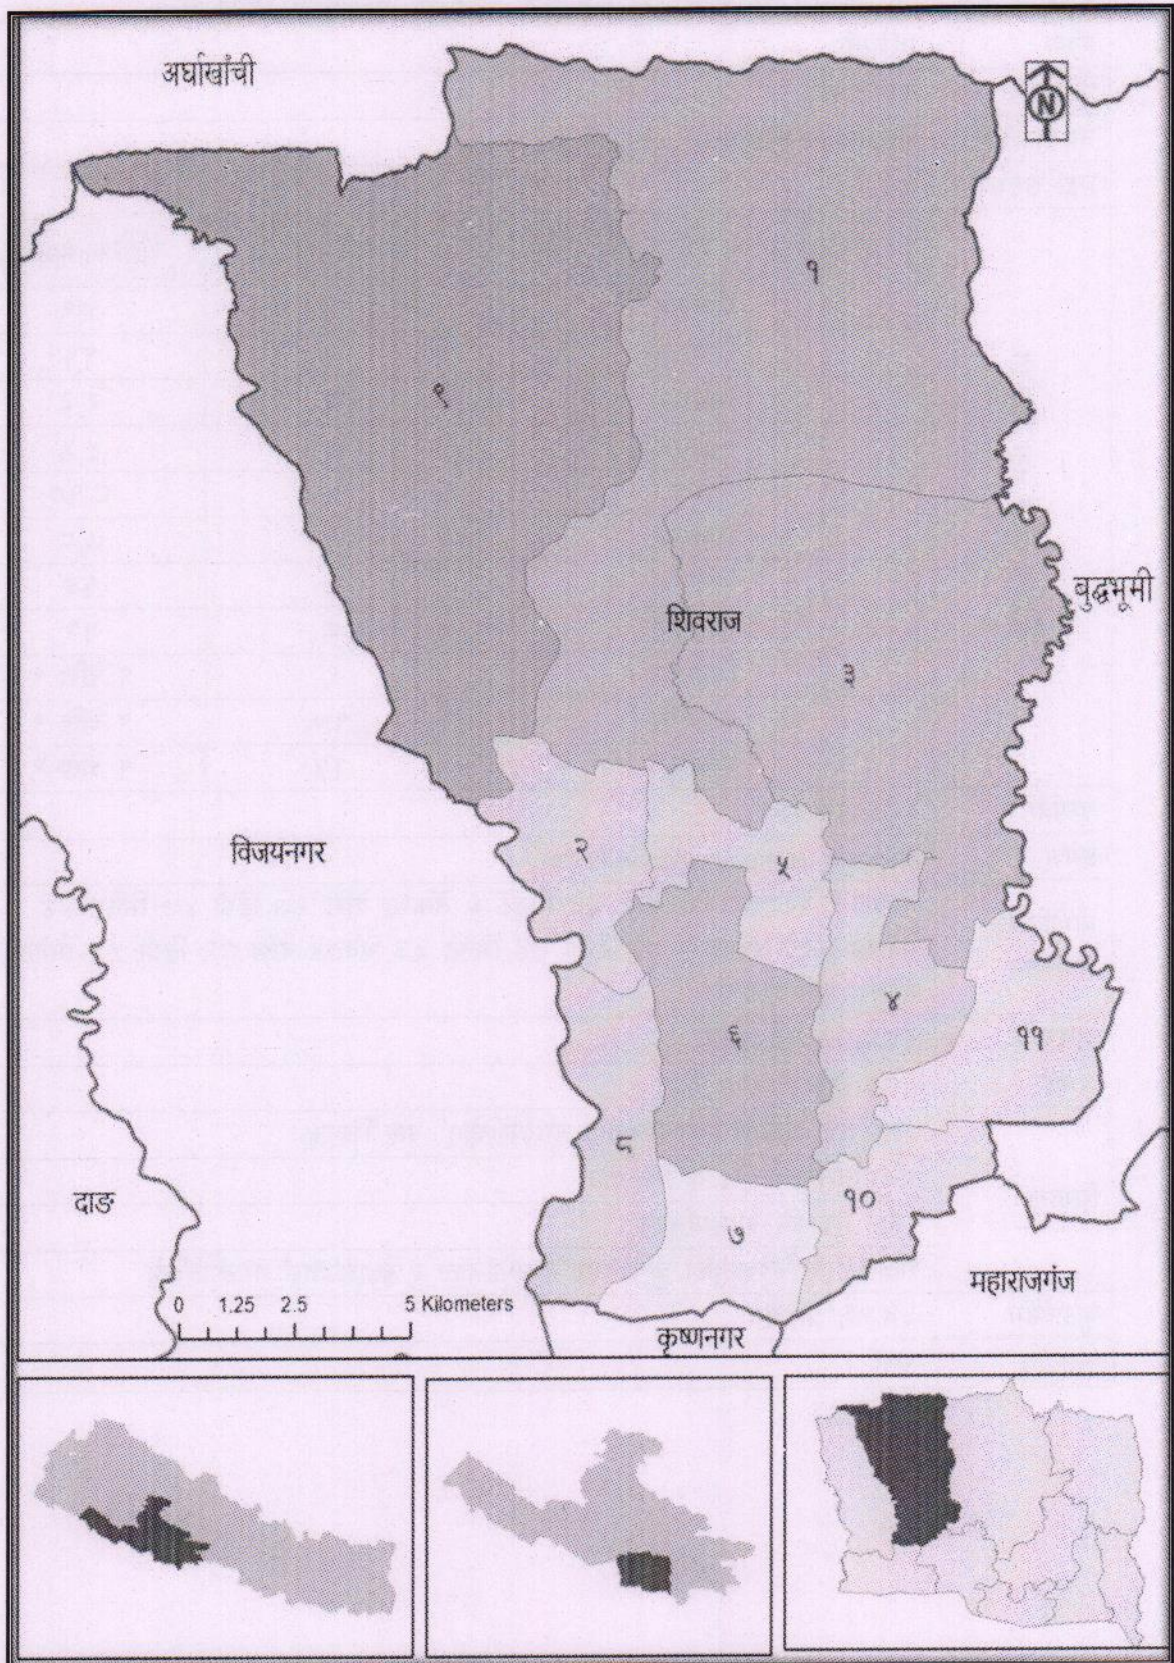 अर्घाखाँची
N
१
९
बुद्धभूमी
शिवराज
३
विजयनगर
२
५
४
११
६
८
दाङ
१०
७
महाराजगंज
0 1.25 2.5 5 Kilometers
कृष्णनगर